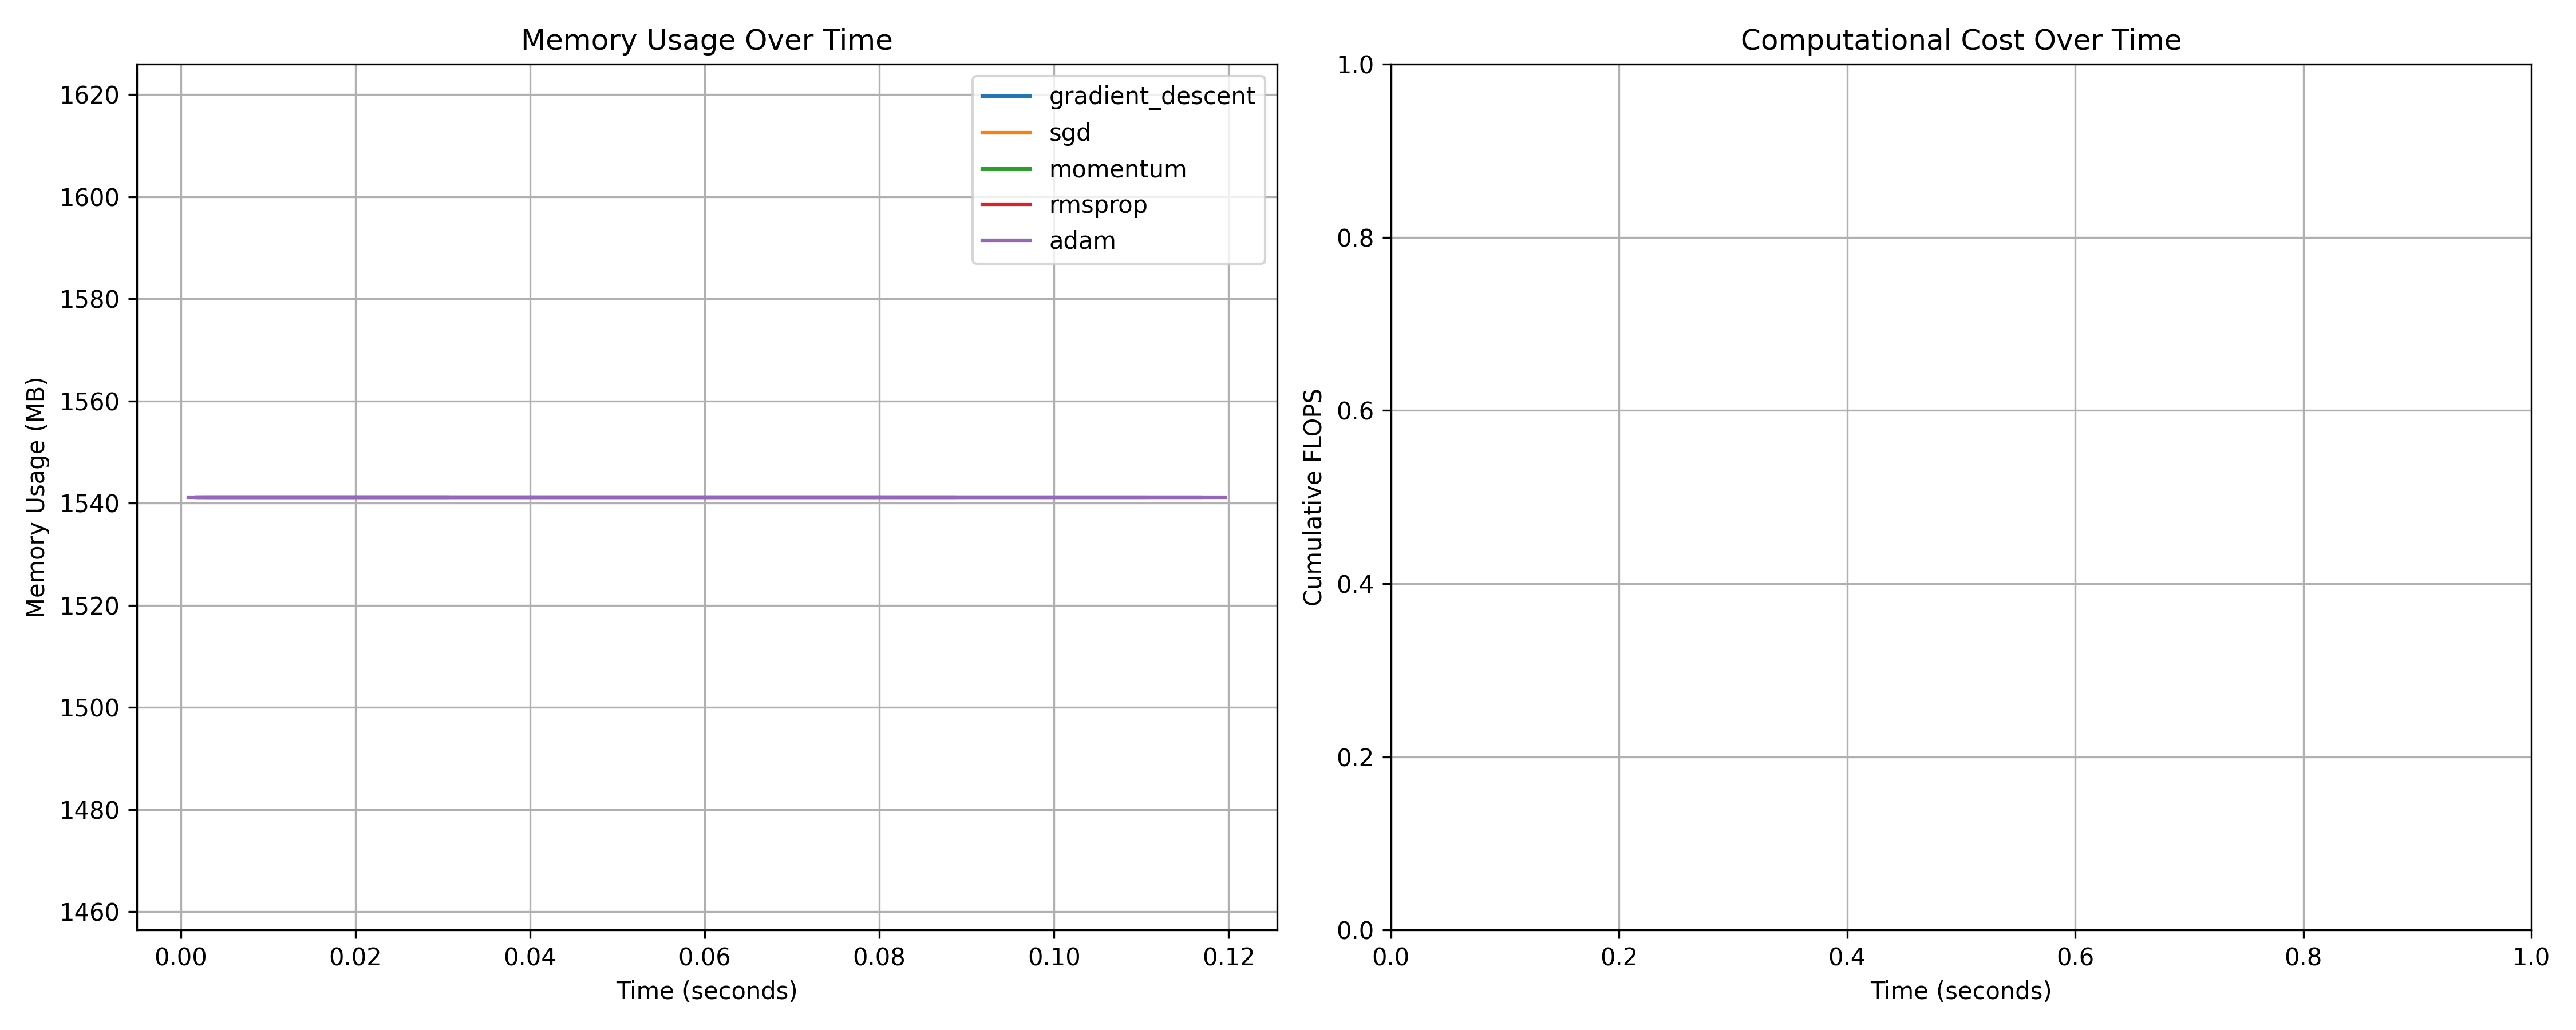 Memory Usage Over Time
Memory Usage (MB)
1620
1600
1580
1560
1540
1520
1500
1480
1460
0.00 0.02 0.04 0.06 0.08 0.10 0.12
Time (seconds)
gradient_descent
sgd
momentum
rmsprop
adam
Computational Cost Over Time
Cumulative FLOPS
1.0
0.8
0.6
0.4
0.2
0.0
0.0 0.2 0.4 0.6 0.8 1.0
Time (seconds)